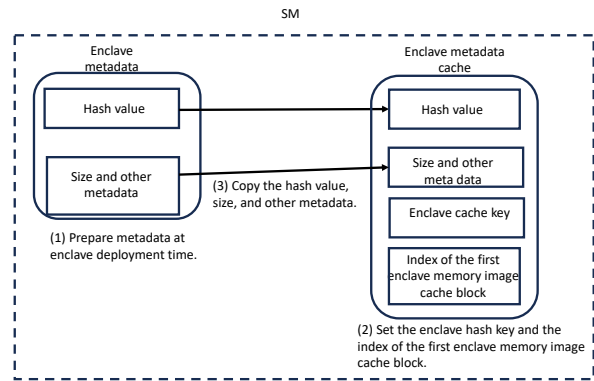 SM
Enclave
metadata
Hash value
Size and other
metadata
(1) Prepare metadata at
enclave deployment time.
(3) Copy the hash value,
size, and other metadata.
Enclave metadata
cache
Hash value
Size and other
meta data
Enclave cache key
Index of the first
enclave memory image
cache block
(2) Set the enclave hash key and the
index of the first enclave memory image
cache block.